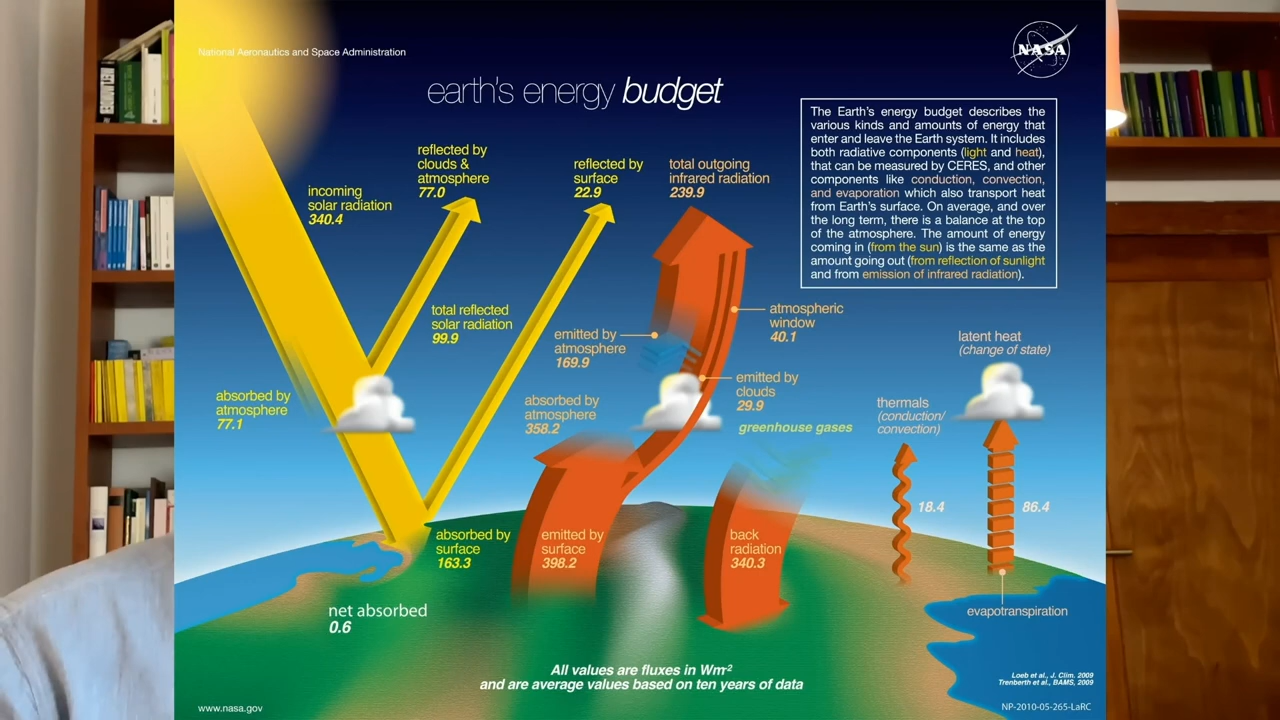 National Aeronautics and Space Administration
NASA
earth's energy budget
The Earth's energy budget describes the
various kinds and amounts of energy that
enter and leave the Earth system. It includes
both radiative components (light and heat),
that can be measured by CERES, and other
components like conduction, convection,
and evaporation which also transport heat
from Earth's surface. On average, and over
the long term, there is a balance at the top
of the atmosphere. The amount of energy
coming in (from the sun) is the same as the
amount going out (from reflection of sunlight
and from emission of infrared radiation).
incoming
solar radiation
340.4
reflected by
clouds &
atmosphere
77.0
reflected by
surface
22.9
total outgoing
infrared radiation
239.9
total reflected
solar radiation
99.9
atmospheric
window
40.1
emitted by
atmosphere
169.9
latent heat
(change of state)
absorbed by
atmosphere
77.1
absorbed by
atmosphere
358.2
emitted by
clouds
29.9
greenhouse gases
thermals
(conduction/
convection)
18.4
86.4
absorbed by
surface
163.3
emitted by
surface
398.2
back
radiation
340.3
evapotranspiration
net absorbed
0.6
All values are fluxes in Wm-2
and are average values based on ten years of data
Loeb et al., J. Clim. 2009
Trenberth et al., BAMS, 2009
www.nasa.gov
NP-2010-05-265-LaRC